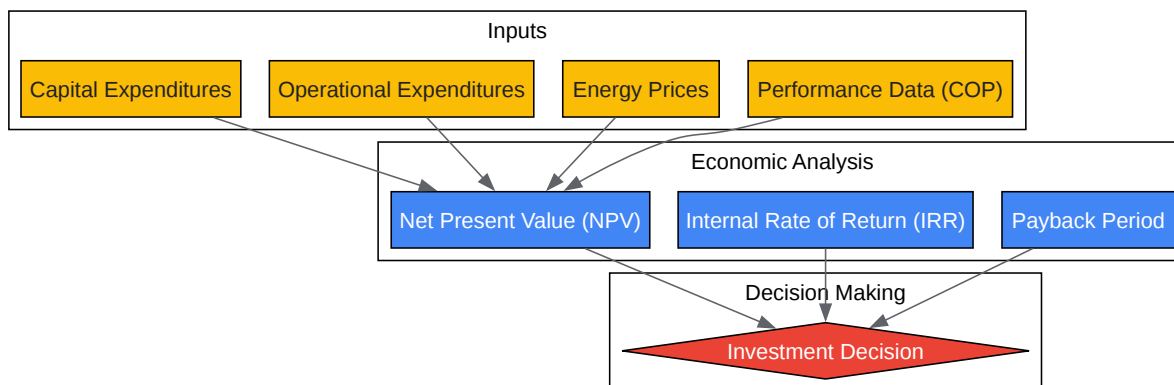 Inputs
Capital Expenditures
Operational Expenditures
Energy Prices
Performance Data (COP)
Economic Analysis
Net Present Value (NPV)
Internal Rate of Return (IRR)
Payback Period
Decision Making
Investment Decision